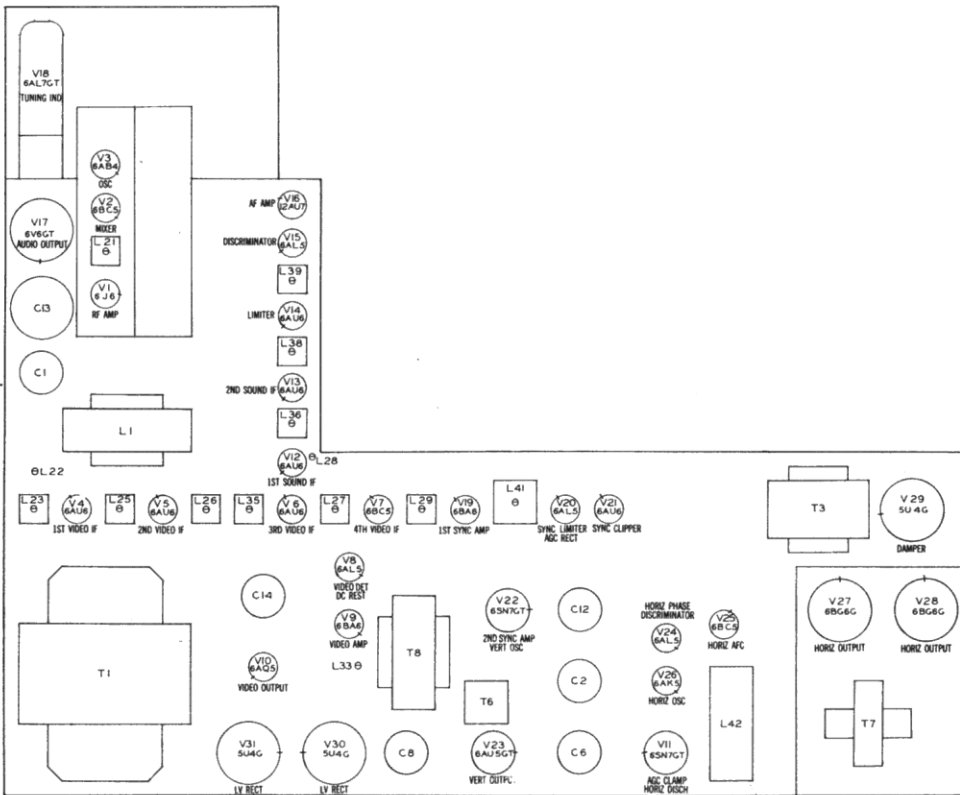 V18
6AL7GT
TUNING IND
V3
6AB4
OSC
V2
6BC5
MIXER
L21
θ
V1
6J6
RF AMP
V17
6V6GT
AUDIO OUTPUT
C13
C1
L1
θL22
AF AMP
V16
12AU7
DISCRIMINATOR
V15
6AL5
L39
θ
LIMITER
V14
6AU6
L38
θ
2ND SOUND IF
V13
6AU6
L36
θ
V12
6AU6
θL28
1ST SOUND IF
L23
θ
V4
6AU6
1ST VIDEO IF
L25
θ
V5
6AU6
2ND VIDEO IF
L26
θ
L35
θ
V6
6AU6
3RD VIDEO IF
L27
θ
V7
6BC5
4TH VIDEO IF
L29
θ
V19
6BA6
1ST SYNC AMP
L41
θ
V20
6AL5
SYNC LIMITER
AGC RECT
V21
6AU6
SYNC CLIPPER
T3
V29
5U4G
DAMPER
T1
C14
V8
6AL5
VIDEO DET
DC REST
V9
6BA6
VIDEO AMP
L33θ
V10
6AQ5
VIDEO OUTPUT
T8
V22
6SN7GT
2ND SYNC AMP
VERT OSC
C12
HORIZ PHASE
DISCRIMINATOR
V24
6AL5
V25
6BC5
HORIZ AFC
V27
6BG6G
HORIZ OUTPUT
V28
6BG6G
HORIZ OUTPUT
C2
V26
6AK5
HORIZ OSC
T6
L42
T7
V31
5U4G
LV RECT
V30
5U4G
LV RECT
C8
V23
6AU5GT
VERT OUTPUT
C6
V11
6SN7GT
AGC CLAMP
HORIZ DISCH